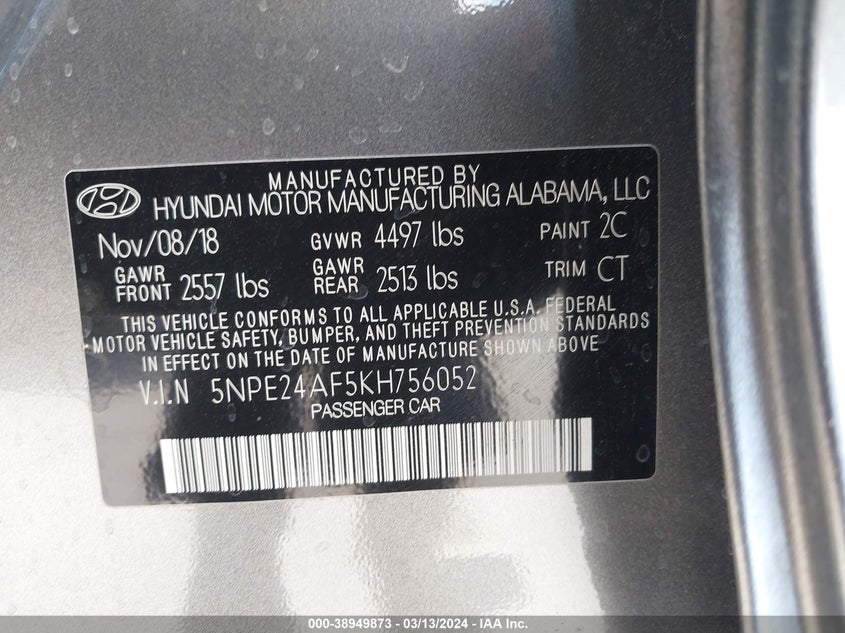 MANUFACTURED BY
HYUNDAI MOTOR MANUFACTURING ALABAMA, LLC
Nov/08/18 GVWR 4497 lbs PAINT 2C
GAWR FRONT 2557 lbs GAWR REAR 2513 lbs TRIM CT
THIS VEHICLE CONFORMS TO ALL APPLICABLE U.S.A. FEDERAL
MOTOR VEHICLE SAFETY, BUMPER, AND THEFT PREVENTION STANDARDS
IN EFFECT ON THE DATE OF MANUFACTURE SHOWN ABOVE
V.I.N 5NPE24AF5KH756052
PASSENGER CAR
000-38949873 - 03/13/2024 - IAA Inc.